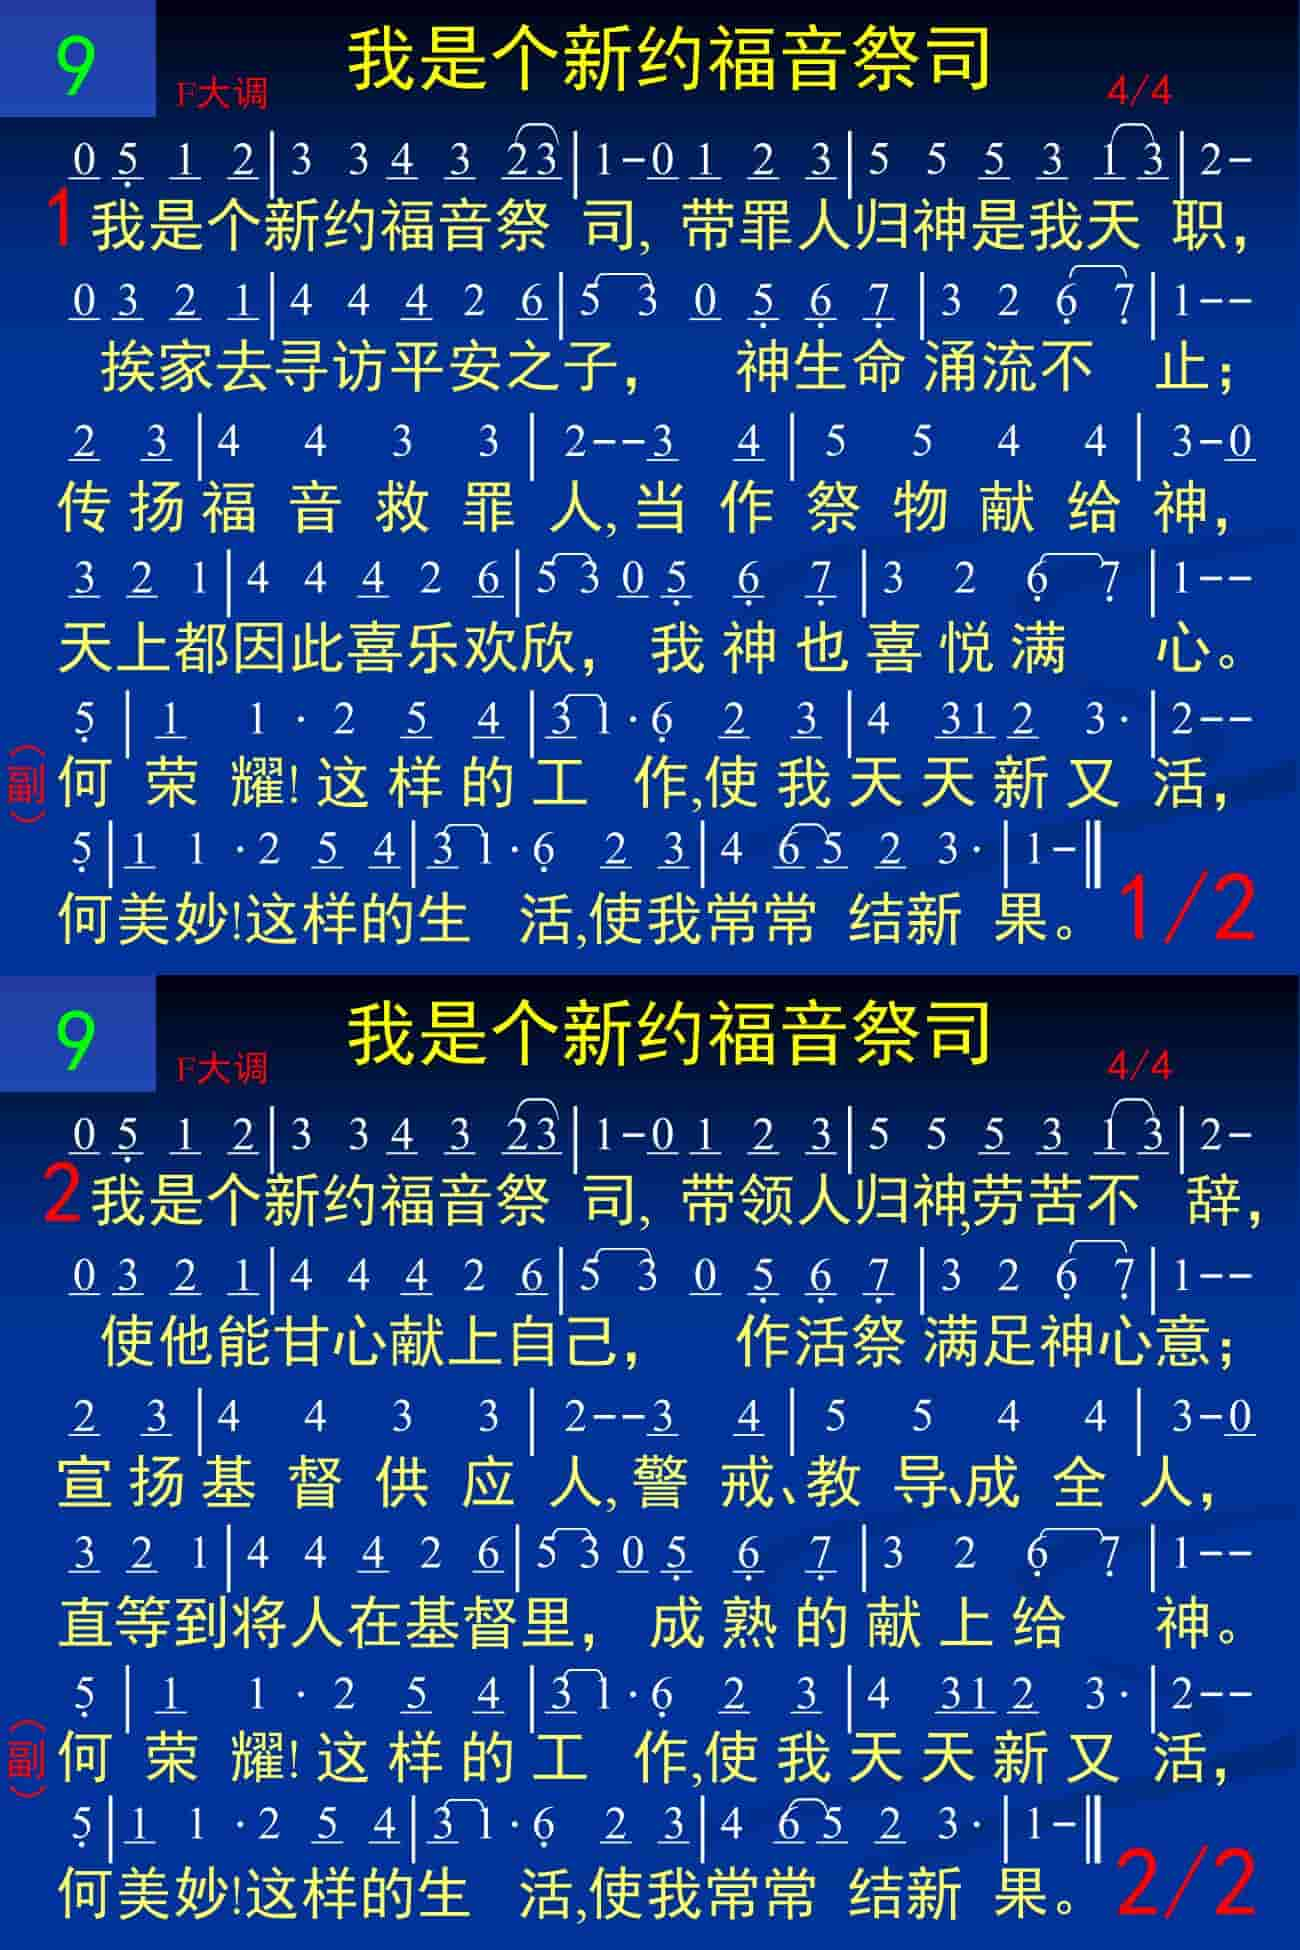 9
我是个新约福音祭司
F大调 4/4
0 5 1 2|3 3 4 3 23|1-0 1 2 3|5 5 5 3 1 3|2-
1 我是个新约福音祭 司, 带罪人归神是我天 职,
0 3 2 1|4 4 4 2 6|5 3 0 5 6 7|3 2 6 7|1--
挨家去寻访平安之子, 神生命 涌流不 止;
2 3|4 4 3 3|2--3 4|5 5 4 4|3-0
传 扬 福 音 救 罪 人, 当 作 祭 物 献 给 神,
3 2 1|4 4 4 2 6|5 3 0 5 6 7|3 2 6 7|1--
天上都因此喜乐欢欣, 我 神 也 喜 悦 满 心。
5|1 1·2 5 4|3 1·6 2 3|4 31 2 3·|2--
(副) 何 荣 耀! 这 样 的 工 作,使 我 天 天 新 又 活,
5|1 1·2 5 4|3 1·6 2 3|4 6 5 2 3·|1-‖
何美妙!这样的生 活,使我常常 结新 果。 1/2
9
我是个新约福音祭司
F大调 4/4
0 5 1 2|3 3 4 3 23|1-0 1 2 3|5 5 5 3 1 3|2-
2 我是个新约福音祭 司, 带领人归神,劳苦不 辞,
0 3 2 1|4 4 4 2 6|5 3 0 5 6 7|3 2 6 7|1--
使他能甘心献上自己, 作活祭 满足神心意;
2 3|4 4 3 3|2--3 4|5 5 4 4|3-0
宣 扬 基 督 供 应 人, 警 戒、教 导、成 全 人,
3 2 1|4 4 4 2 6|5 3 0 5 6 7|3 2 6 7|1--
直等到将人在基督里, 成 熟 的 献 上 给 神。
5|1 1·2 5 4|3 1·6 2 3|4 31 2 3·|2--
(副) 何 荣 耀! 这 样 的 工 作,使 我 天 天 新 又 活,
5|1 1·2 5 4|3 1·6 2 3|4 6 5 2 3·|1-‖
何美妙!这样的生 活,使我常常 结新 果。 2/2